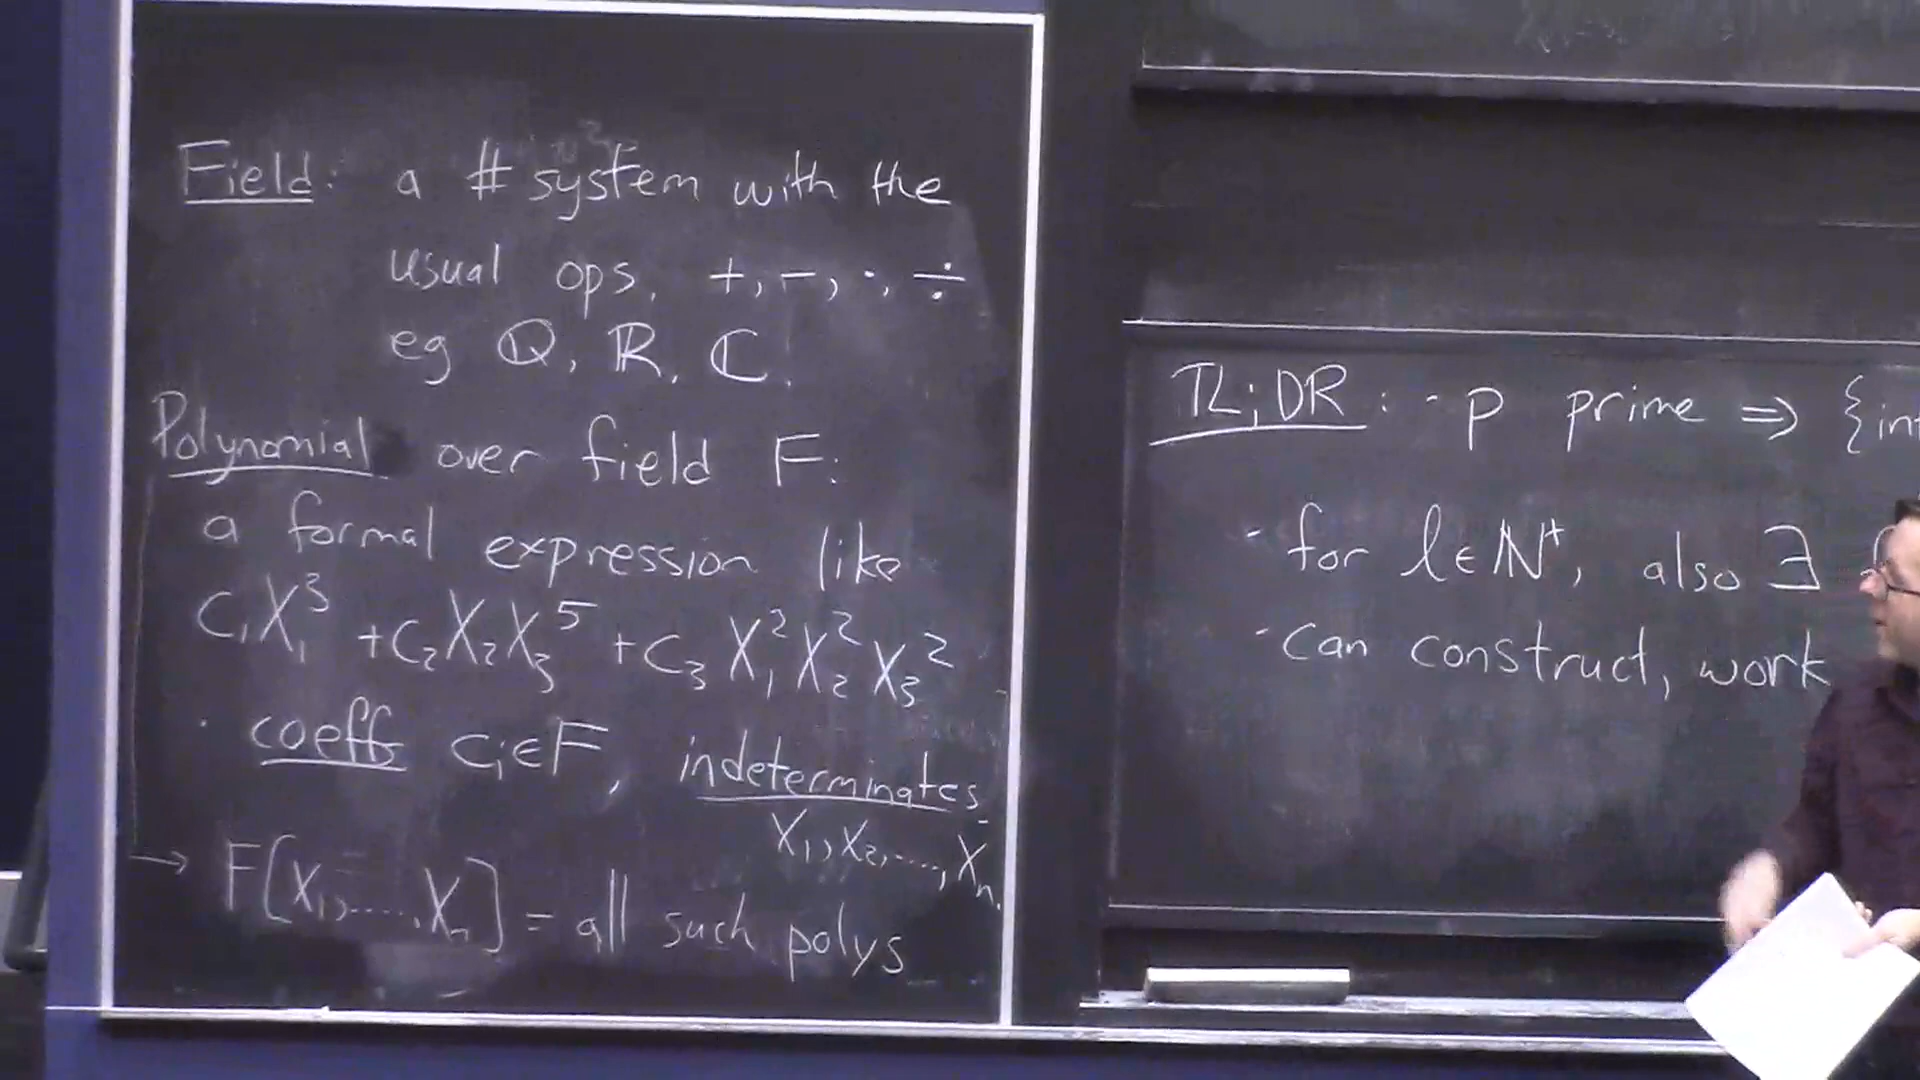 Field: a # system with the
usual ops, +, -, ·, ÷
eg ℚ, ℝ, ℂ.
Polynomial over field F:
a formal expression like
c₁X₁³ + c₂X₂X₃⁵ + c₃X₁²X₂²X₃²
· coeffs cᵢ∈F, indeterminates
X₁, X₂, ...., Xₙ.
→ F[X₁, ...., Xₙ] = all such polys
TL;DR: - p prime ⇒ {int
- for l∈ℕ⁺, also ∃
- can construct, work